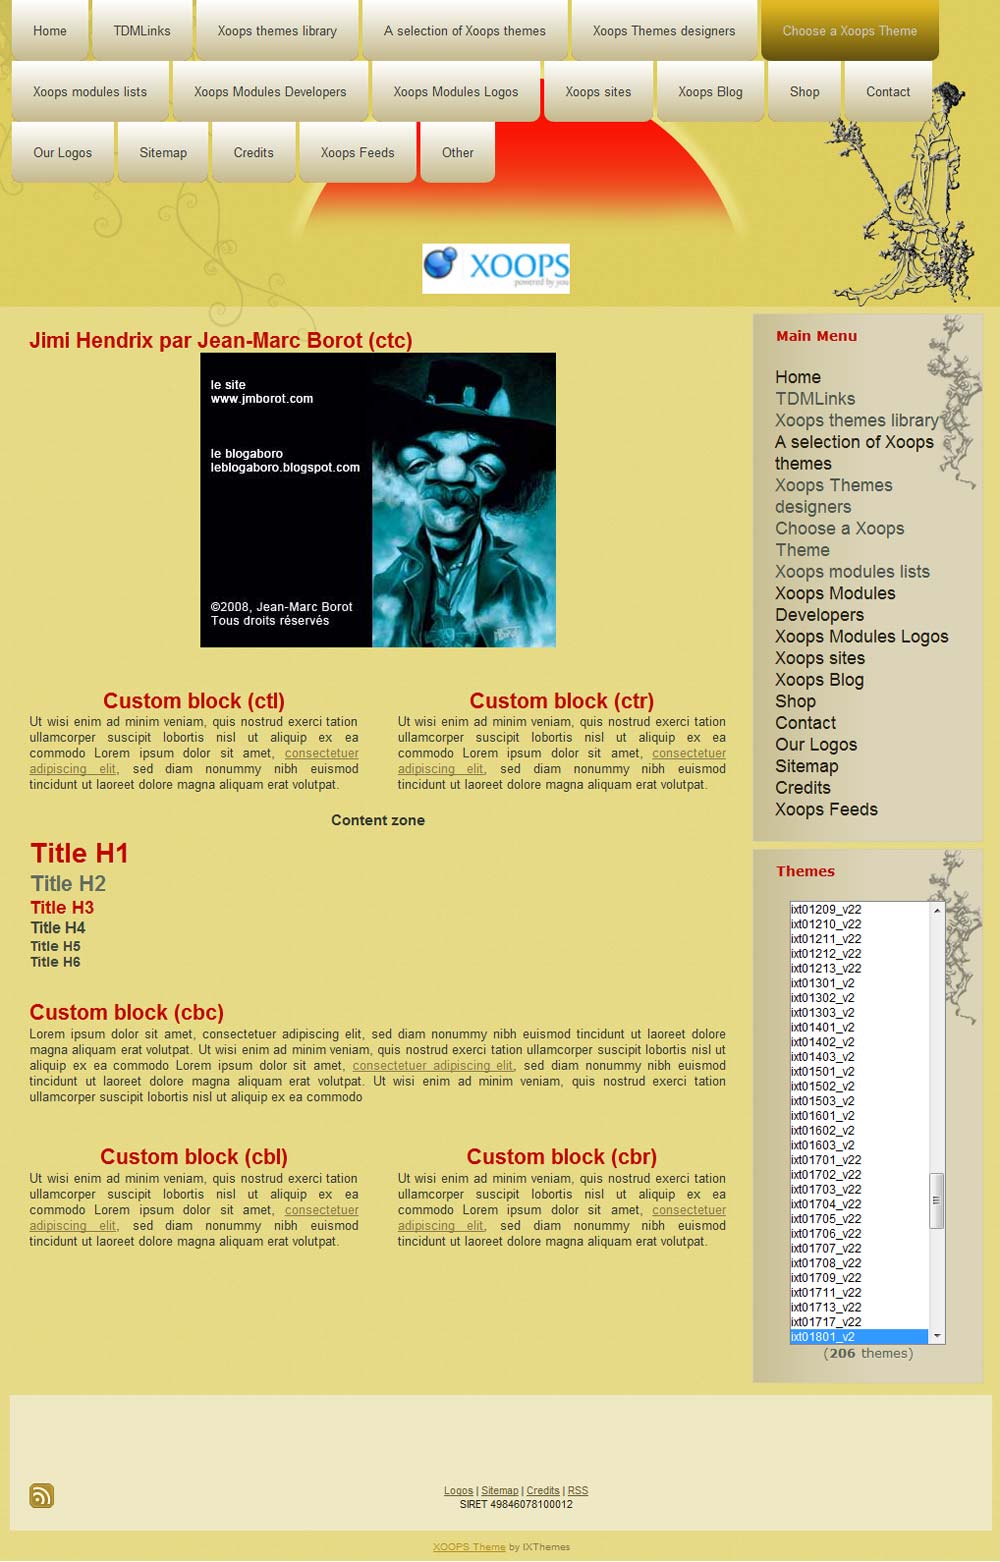 Home TDMLinks Xoops themes library A selection of Xoops themes Xoops Themes designers Choose a Xoops Theme
Xoops modules lists Xoops Modules Developers Xoops Modules Logos Xoops sites Xoops Blog Shop Contact
Our Logos Sitemap Credits Xoops Feeds Other
XOOPS
powered by you
Jimi Hendrix par Jean-Marc Borot (ctc)
le site
www.jmborot.com
le blogaboro
leblogaboro.blogspot.com
©2008, Jean-Marc Borot
Tous droits réservés
Custom block (ctl)
Ut wisi enim ad minim veniam, quis nostrud exerci tation
ullamcorper suscipit lobortis nisl ut aliquip ex ea
commodo Lorem ipsum dolor sit amet, consectetuer
adipiscing elit, sed diam nonummy nibh euismod
tincidunt ut laoreet dolore magna aliquam erat volutpat.
Custom block (ctr)
Ut wisi enim ad minim veniam, quis nostrud exerci tation
ullamcorper suscipit lobortis nisl ut aliquip ex ea
commodo Lorem ipsum dolor sit amet, consectetuer
adipiscing elit, sed diam nonummy nibh euismod
tincidunt ut laoreet dolore magna aliquam erat volutpat.
Content zone
Title H1
Title H2
Title H3
Title H4
Title H5
Title H6
Custom block (cbc)
Lorem ipsum dolor sit amet, consectetuer adipiscing elit, sed diam nonummy nibh euismod tincidunt ut laoreet dolore
magna aliquam erat volutpat. Ut wisi enim ad minim veniam, quis nostrud exerci tation ullamcorper suscipit lobortis nisl ut
aliquip ex ea commodo Lorem ipsum dolor sit amet, consectetuer adipiscing elit, sed diam nonummy nibh euismod
tincidunt ut laoreet dolore magna aliquam erat volutpat. Ut wisi enim ad minim veniam, quis nostrud exerci tation
ullamcorper suscipit lobortis nisl ut aliquip ex ea commodo
Custom block (cbl)
Ut wisi enim ad minim veniam, quis nostrud exerci tation
ullamcorper suscipit lobortis nisl ut aliquip ex ea
commodo Lorem ipsum dolor sit amet, consectetuer
adipiscing elit, sed diam nonummy nibh euismod
tincidunt ut laoreet dolore magna aliquam erat volutpat.
Custom block (cbr)
Ut wisi enim ad minim veniam, quis nostrud exerci tation
ullamcorper suscipit lobortis nisl ut aliquip ex ea
commodo Lorem ipsum dolor sit amet, consectetuer
adipiscing elit, sed diam nonummy nibh euismod
tincidunt ut laoreet dolore magna aliquam erat volutpat.
Main Menu
Home
TDMLinks
Xoops themes library
A selection of Xoops
themes
Xoops Themes
designers
Choose a Xoops
Theme
Xoops modules lists
Xoops Modules
Developers
Xoops Modules Logos
Xoops sites
Xoops Blog
Shop
Contact
Our Logos
Sitemap
Credits
Xoops Feeds
Themes
ixt01209_v22
ixt01210_v22
ixt01211_v22
ixt01212_v22
ixt01213_v22
ixt01301_v2
ixt01302_v2
ixt01303_v2
ixt01401_v2
ixt01402_v2
ixt01403_v2
ixt01501_v2
ixt01502_v2
ixt01503_v2
ixt01601_v2
ixt01602_v2
ixt01603_v2
ixt01701_v2
ixt01702_v22
ixt01703_v22
ixt01704_v22
ixt01705_v22
ixt01706_v22
ixt01707_v22
ixt01708_v22
ixt01709_v22
ixt01711_v22
ixt01713_v22
ixt01717_v22
ixt01801_v2
(206 themes)
Logos | Sitemap | Credits | RSS
SIRET 49846078100012
XOOPS Theme by IXThemes